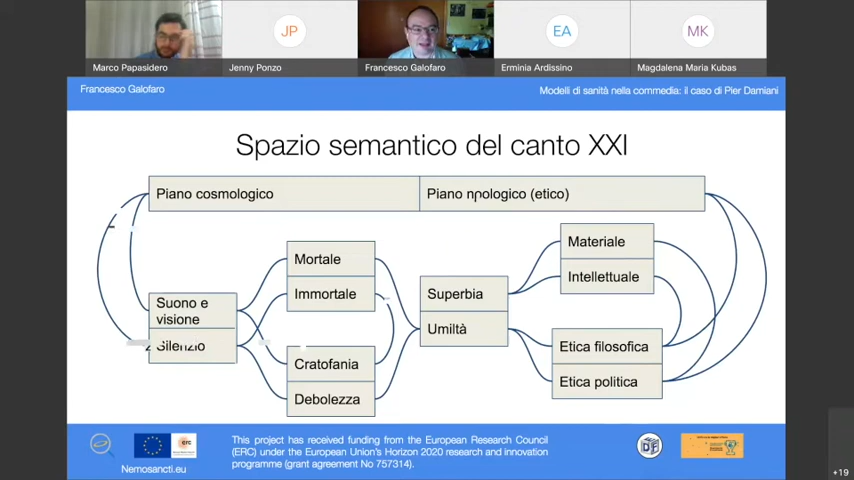 JP
EA
MK
Marco Papasidero
Jenny Ponzo
Francesco Galofaro
Erminia Ardissino
Magdalena Maria Kubas
Francesco Galofaro
Modelli di sanità nella commedia: il caso di Pier Damiani
Spazio semantico del canto XXI
Piano cosmologico
Piano noologico (etico)
Mortale
Immortale
Suono e
visione
Silenzio
Cratofania
Debolezza
Superbia
Umiltà
Materiale
Intellettuale
Etica filosofica
Etica politica
erc
Nemosancti.eu
This project has received funding from the European Research Council
(ERC) under the European Union's Horizon 2020 research and innovation
programme (grant agreement No 757314).
+19